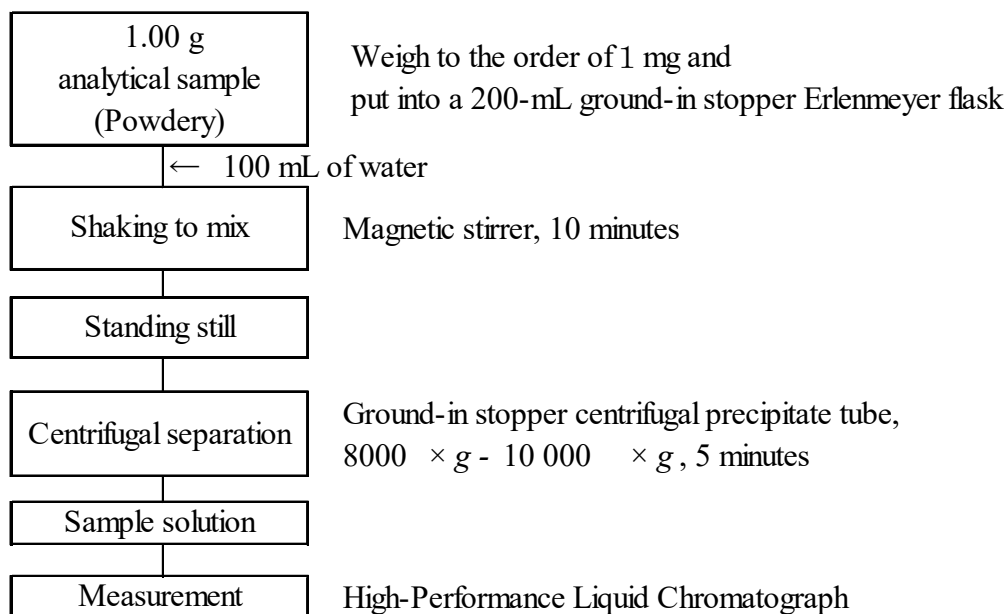 1.00 g
analytical sample
(Powdery)
Weigh to the order of 1 mg and
put into a 200-mL ground-in stopper Erlenmeyer flask
← 100 mL of water
Shaking to mix
Magnetic stirrer, 10 minutes
Standing still
Centrifugal separation
Ground-in stopper centrifugal precipitate tube,
8000 × g - 10 000 × g , 5 minutes
Sample solution
Measurement
High-Performance Liquid Chromatograph